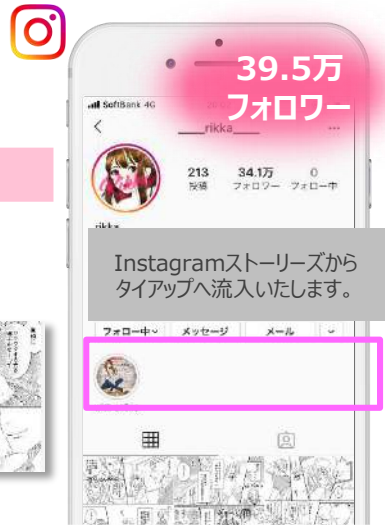 39.5万
フォロワー
SoftBank 4G
___rikka___
213
34.1万
0
投稿
フォロワー
フォロー中
Instagramストーリーズから
タイアップへ流入いたします。
フォロー中
メッセージ
メール